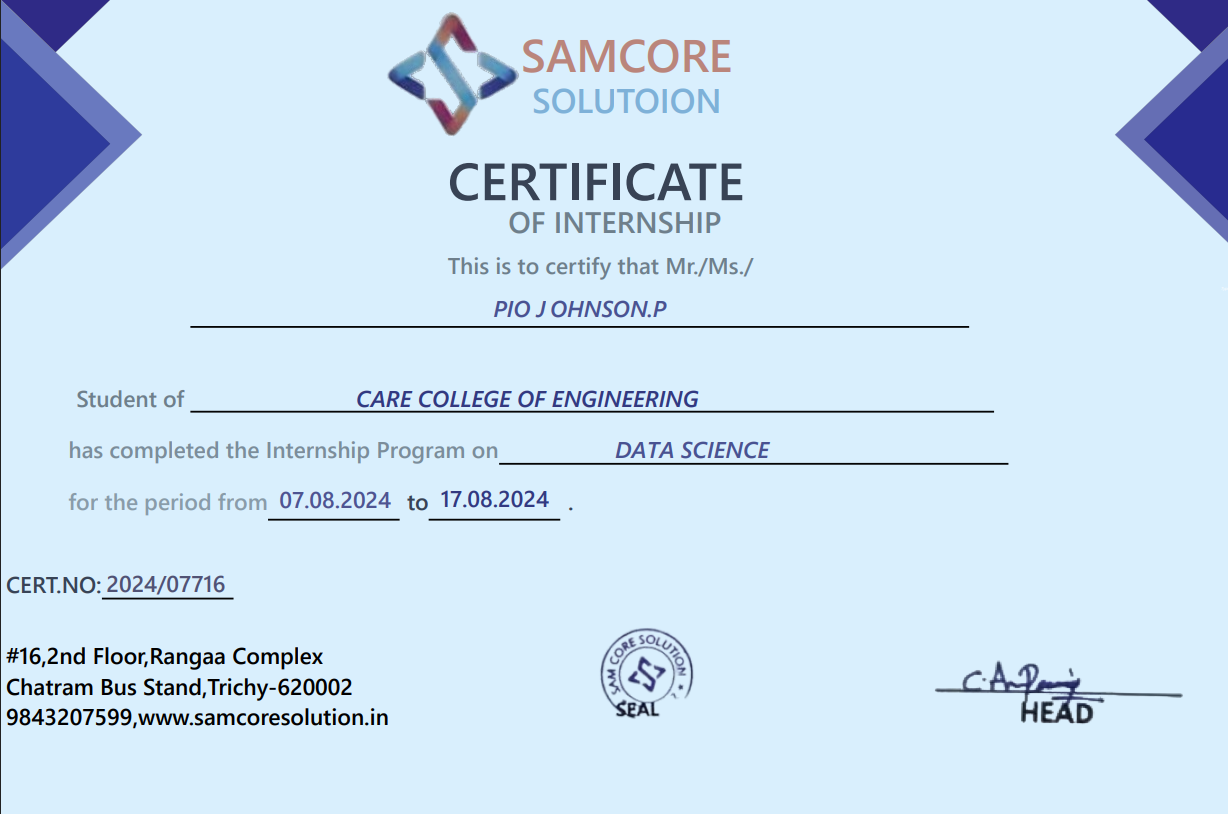 SAMCORE
SOLUTOION
CERTIFICATE
OF INTERNSHIP
This is to certify that Mr./Ms./
PIO J OHNSON.P
Student of CARE COLLEGE OF ENGINEERING
has completed the Internship Program on DATA SCIENCE
for the period from 07.08.2024 to 17.08.2024 .
CERT.NO: 2024/07716
#16,2nd Floor,Rangaa Complex
Chatram Bus Stand,Trichy-620002
9843207599,www.samcoresolution.in
SAM CORE SOLUTION
SEAL
HEAD